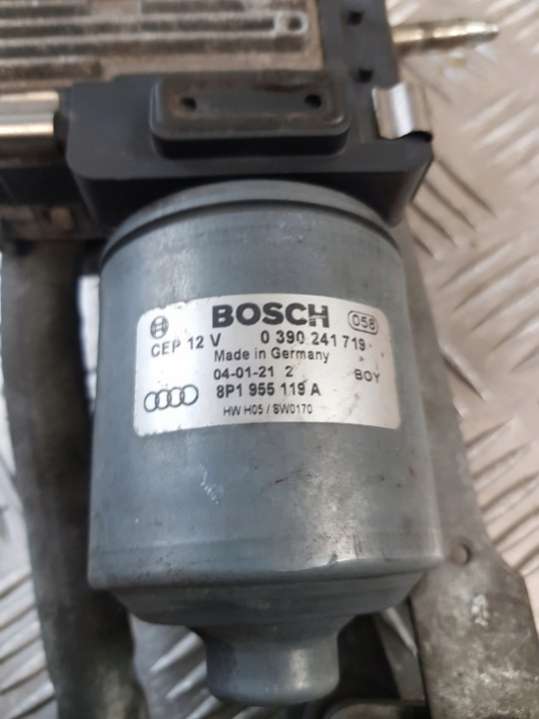 BOSCH 058
CEP 12 V 0 390 241 719
Made in Germany
04-01-21 2 BOY
8P1 955 119 A
HW H05 / SW0170